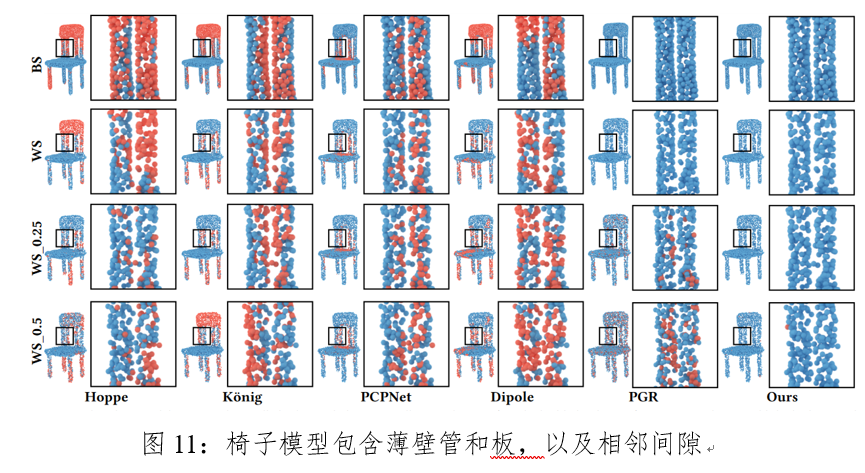 BS
WS
WS_0.25
WS_0.5
Hoppe König PCPNet Dipole PGR Ours
图 11：椅子模型包含薄壁管和板，以及相邻间隙